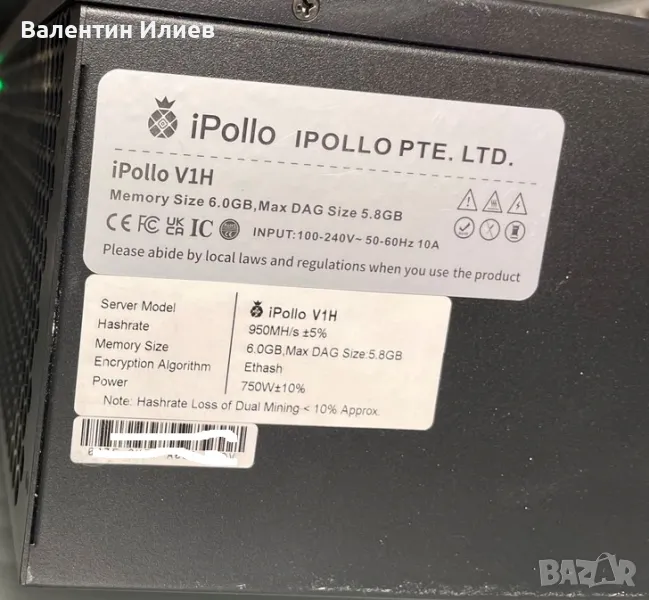 Валентин Илиев
iPollo IPOLLO PTE. LTD.
iPollo V1H
Memory Size 6.0GB,Max DAG Size 5.8GB
CE FC UK CA IC INPUT:100-240V~ 50-60Hz 10A
Please abide by local laws and regulations when you use the product
Server Model iPollo V1H
Hashrate 950MH/s ±5%
Memory Size 6.0GB,Max DAG Size:5.8GB
Encryption Algorithm Ethash
Power 750W±10%
Note: Hashrate Loss of Dual Mining < 10% Approx.
BAZAR